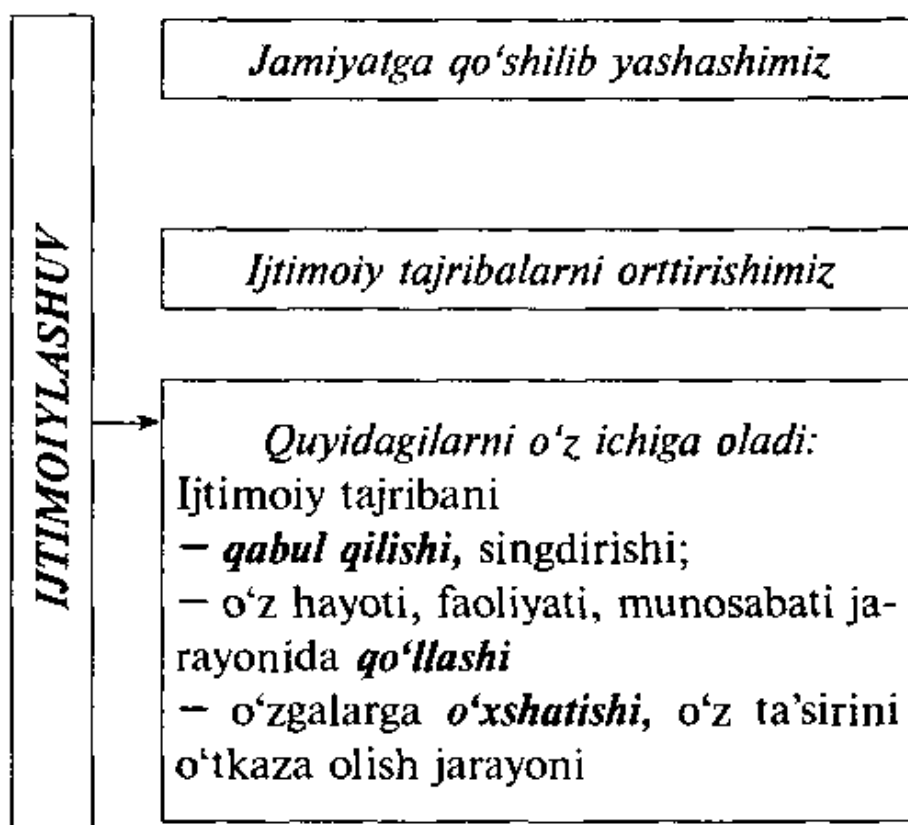 IJTIMOIYLASHUV
Jamiyatga qo‘shilib yashashimiz
Ijtimoiy tajribalarni orttirishimiz
Quyidagilarni o‘z ichiga oladi:
Ijtimoiy tajribani
— qabul qilishi, singdirishi;
— o‘z hayoti, faoliyati, munosabati ja-
rayonida qo‘llashi
— o‘zgalarga o‘xshatishi, o‘z ta’sirini
o‘tkaza olish jarayoni